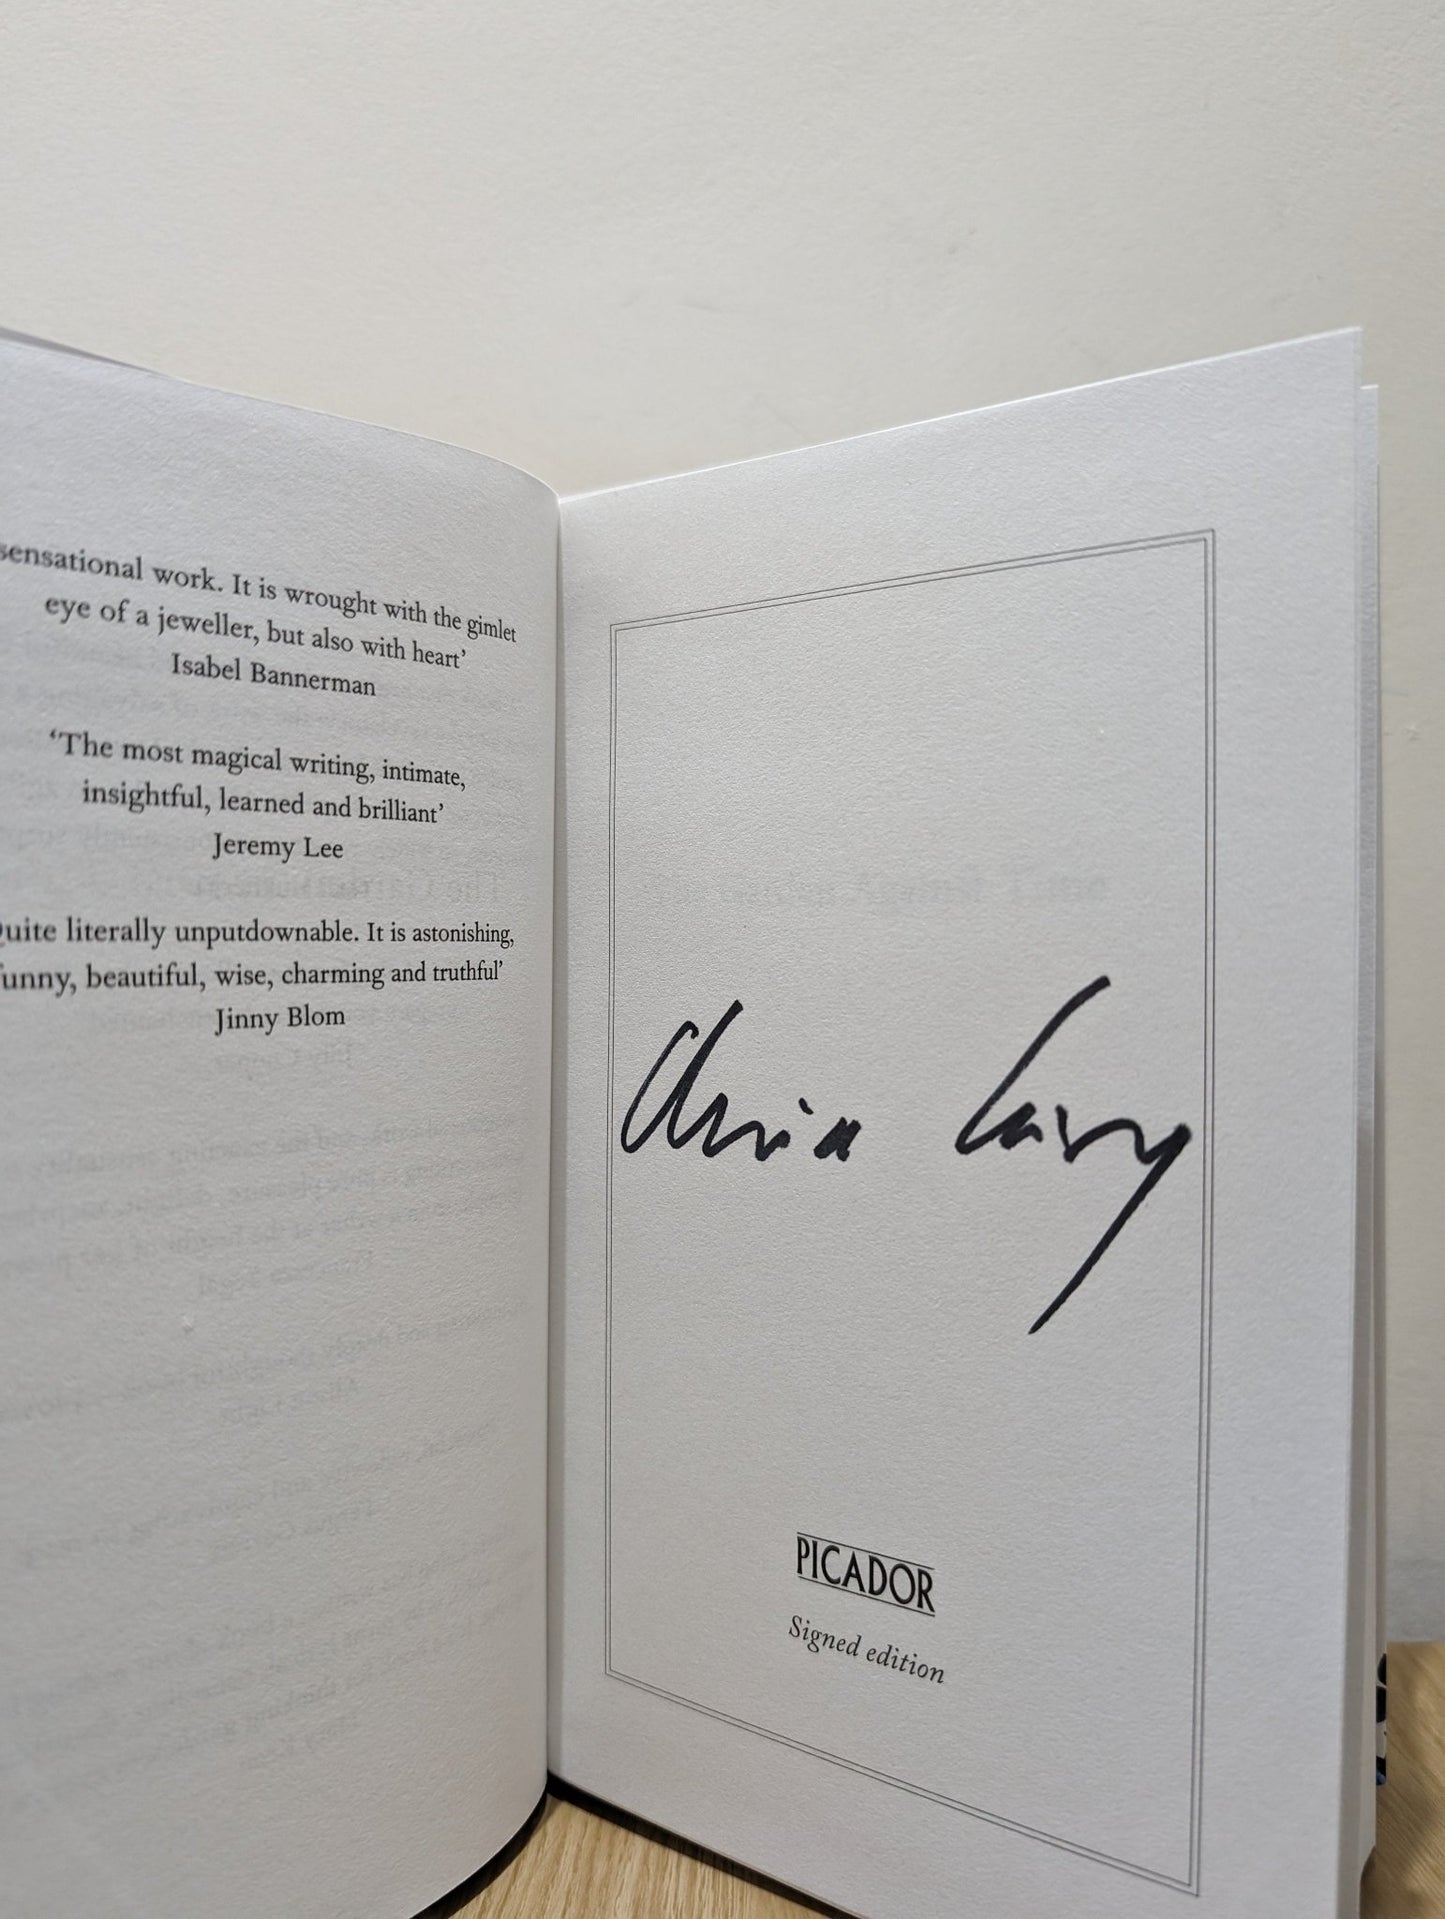 sensational work. It is wrought with the gimlet
eye of a jeweller, but also with heart’
Isabel Bannerman
‘The most magical writing, intimate,
insightful, learned and brilliant’
Jeremy Lee
Quite literally unputdownable. It is astonishing,
funny, beautiful, wise, charming and truthful’
Jinny Blom
Olivia Laing
PICADOR
Signed edition